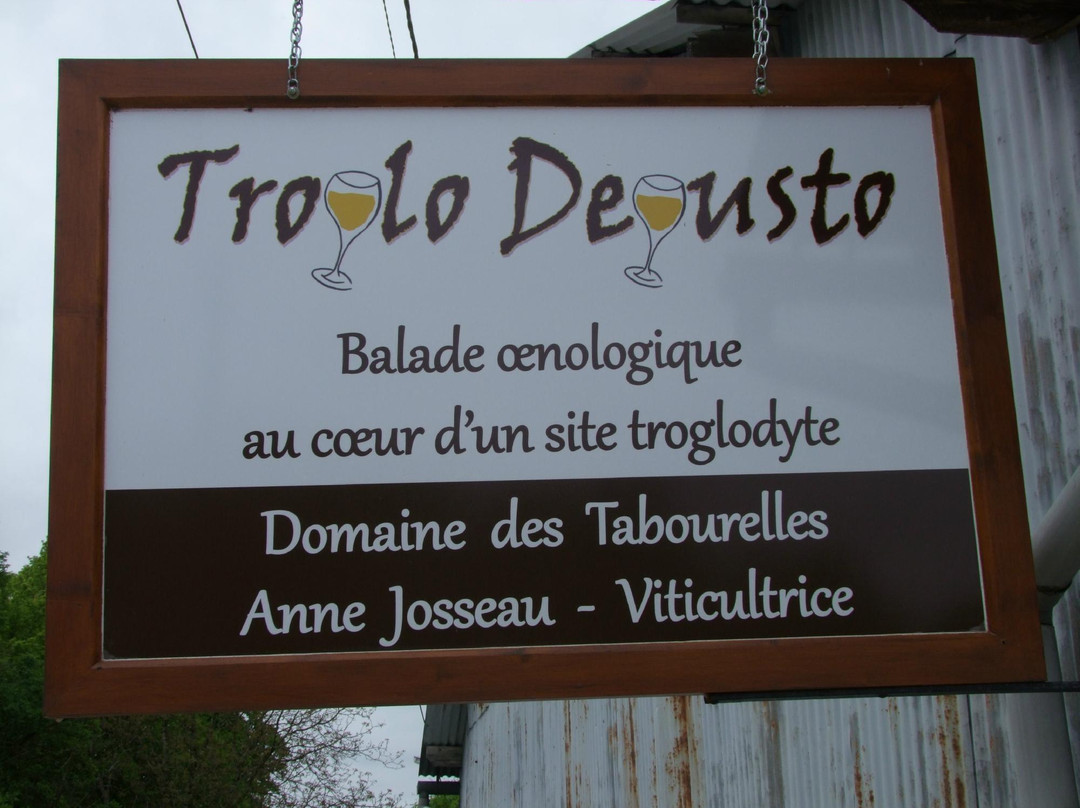 Troglo Degusto
Balade œnologique
au cœur d'un site troglodyte
Domaine des Tabourelles
Anne Josseau - Viticultrice